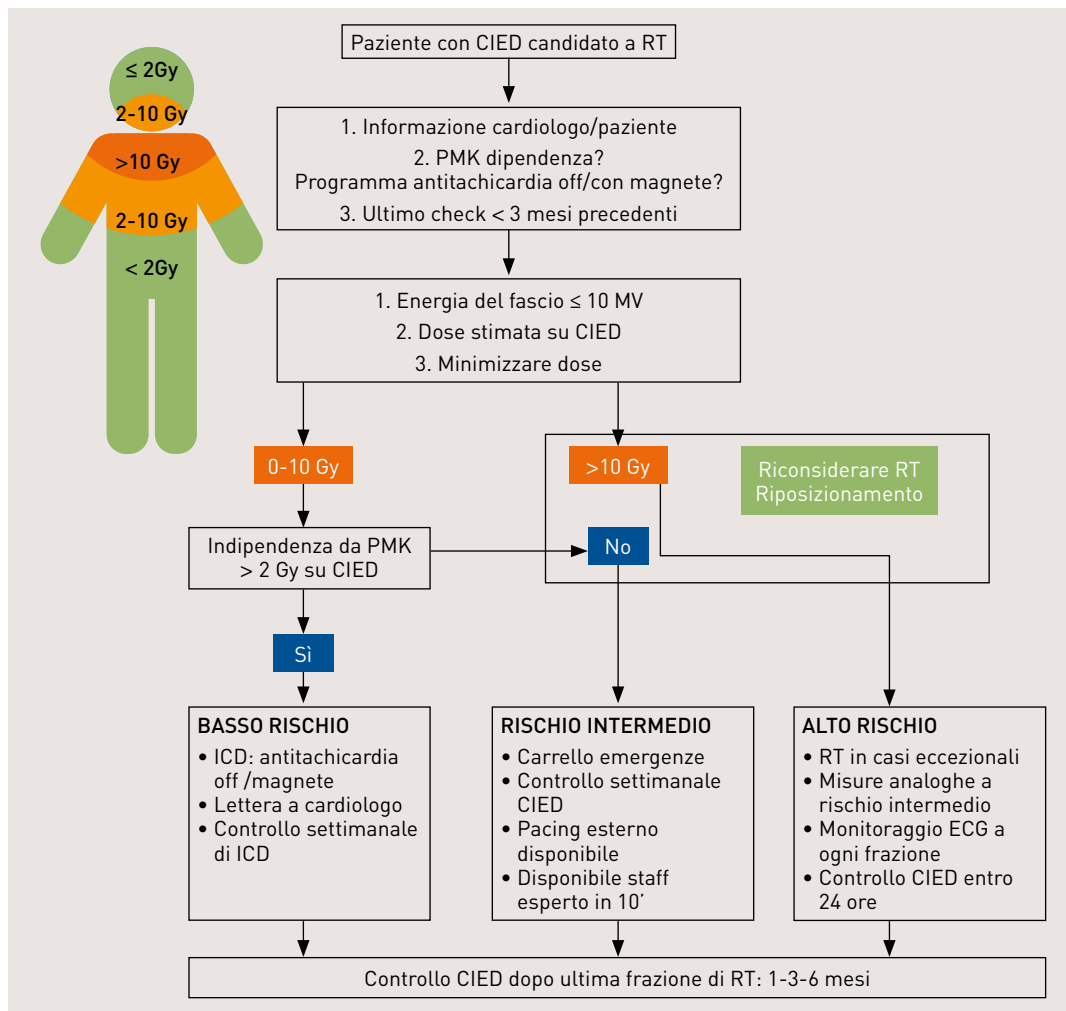 Paziente con CIED candidato a RT
≤ 2Gy
2-10 Gy
>10 Gy
2-10 Gy
< 2Gy
1. Informazione cardiologo/paziente
2. PMK dipendenza?
Programma antitachicardia off/con magnete?
3. Ultimo check < 3 mesi precedenti
1. Energia del fascio ≤ 10 MV
2. Dose stimata su CIED
3. Minimizzare dose
0-10 Gy
>10 Gy
Riconsiderare RT
Riposizionamento
Indipendenza da PMK
> 2 Gy su CIED
No
Sì
BASSO RISCHIO
• ICD: antitachicardia
off /magnete
• Lettera a cardiologo
• Controllo settimanale
di ICD
RISCHIO INTERMEDIO
• Carrello emergenze
• Controllo settimanale
CIED
• Pacing esterno
disponibile
• Disponibile staff
esperto in 10’
ALTO RISCHIO
• RT in casi eccezionali
• Misure analoghe a
rischio intermedio
• Monitoraggio ECG a
ogni frazione
• Controllo CIED entro
24 ore
Controllo CIED dopo ultima frazione di RT: 1-3-6 mesi